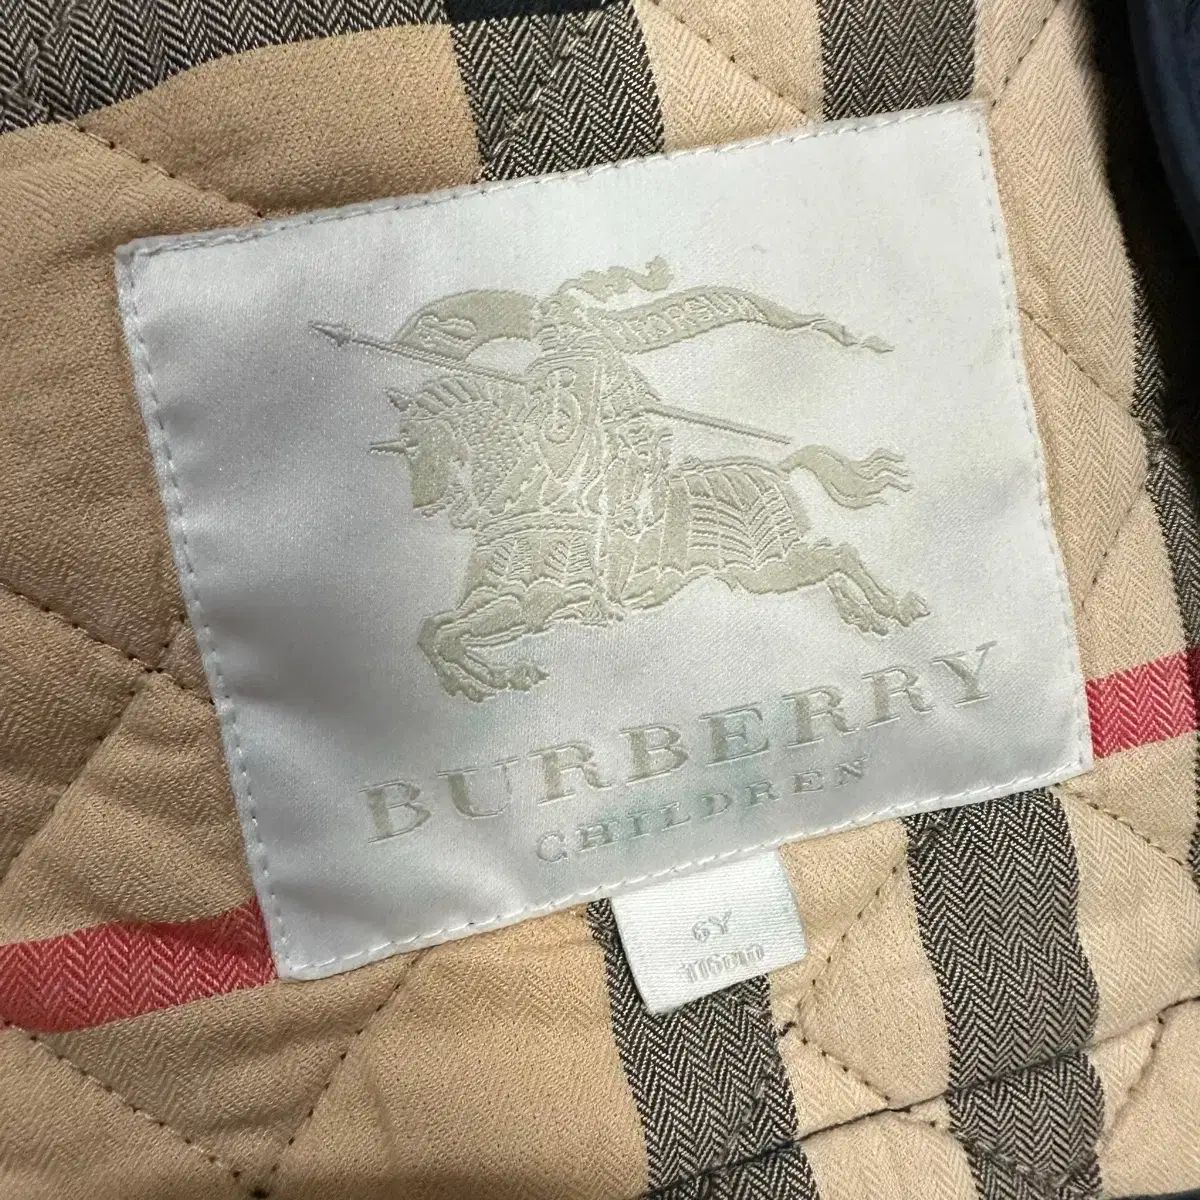 PRORSUM
BURBERRY
CHILDREN
6Y
116cm